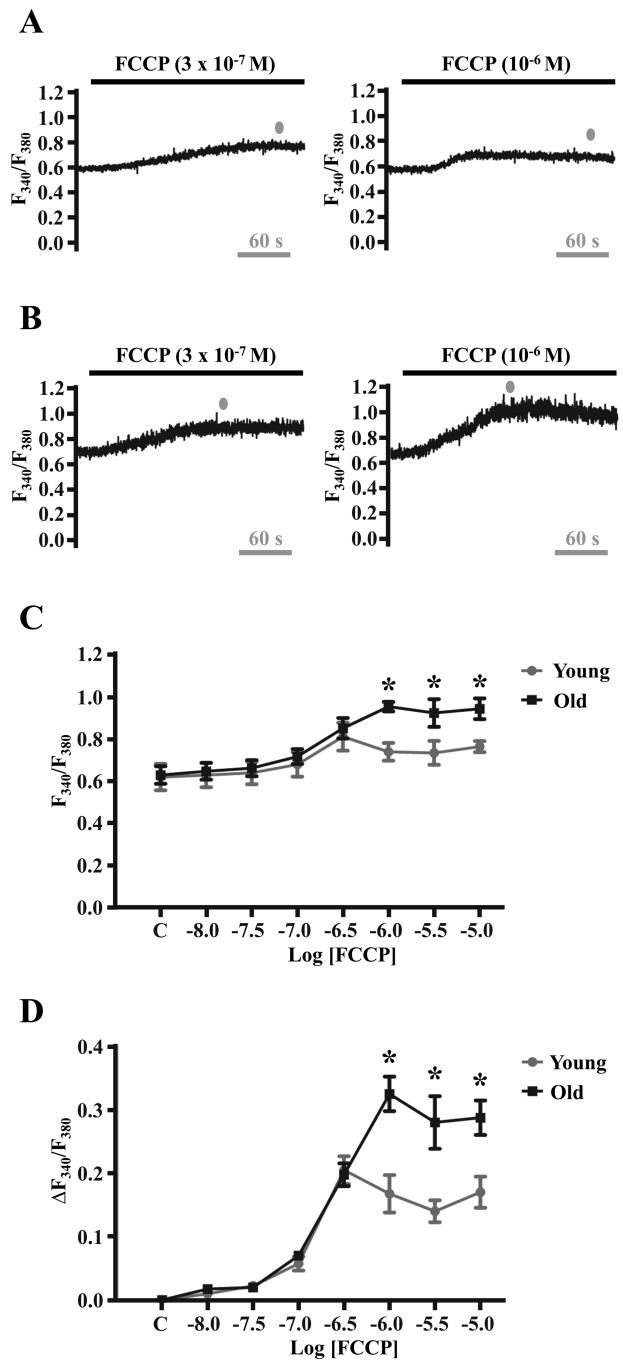 A
FCCP (3 x 10-7 M)
FCCP (10-6 M)
F340/F380
1.2
1.0
0.8
0.6
0.4
0.2
0.0
60 s
F340/F380
1.2
1.0
0.8
0.6
0.4
0.2
0.0
60 s
B
FCCP (3 x 10-7 M)
FCCP (10-6 M)
F340/F380
1.2
1.0
0.8
0.6
0.4
0.2
0.0
60 s
F340/F380
1.2
1.0
0.8
0.6
0.4
0.2
0.0
60 s
C
F340/F380
1.2
1.0
0.8
0.6
0.4
0.2
0.0
* * *
Young
Old
C -8.0 -7.5 -7.0 -6.5 -6.0 -5.5 -5.0
Log [FCCP]
D
ΔF340/F380
0.4
0.3
0.2
0.1
0.0
* * *
Young
Old
C -8.0 -7.5 -7.0 -6.5 -6.0 -5.5 -5.0
Log [FCCP]